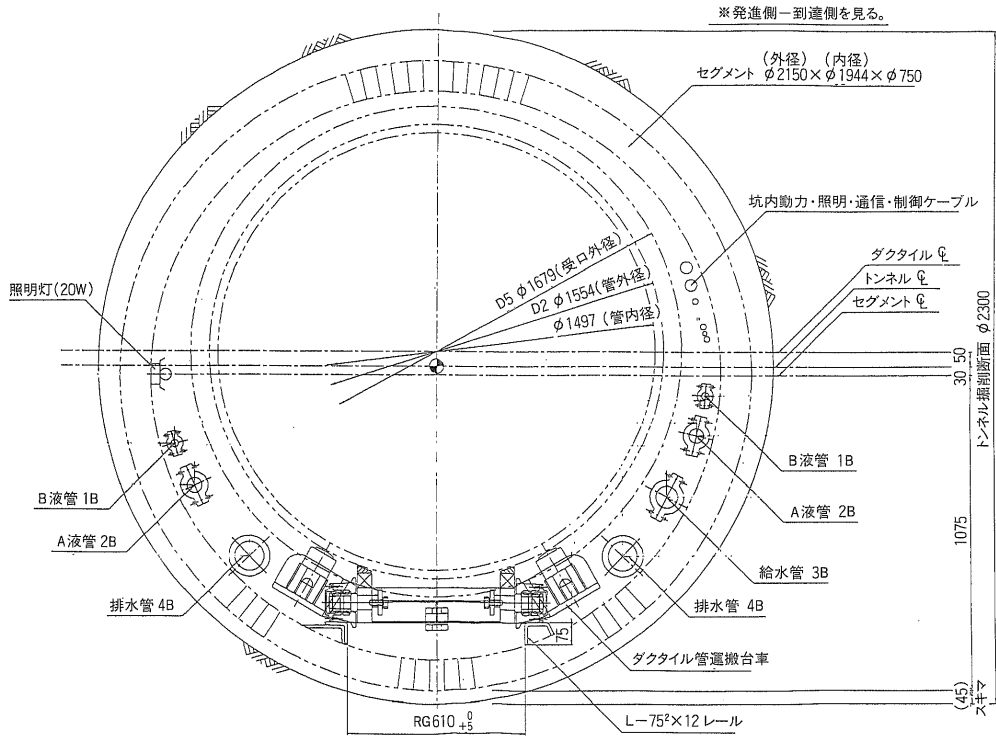 ※発進側－到達側を見る。
(外径) (内径)
セグメント φ2150×φ1944×φ750
坑内動力・照明・通信・制御ケーブル
ダクタイル ℄
トンネル ℄
セグメント ℄
照明灯(20W)
D5 φ1679(受口外径)
D2 φ1554(管外径)
φ1497 (管内径)
50
30
トンネル掘削断面 φ2300
1075
(45)
スキマ
B液管 1B
A液管 2B
給水管 3B
排水管 4B
B液管 1B
A液管 2B
排水管 4B
75
ダクタイル管運搬台車
RG610 0 +5
L－75²×12 レール